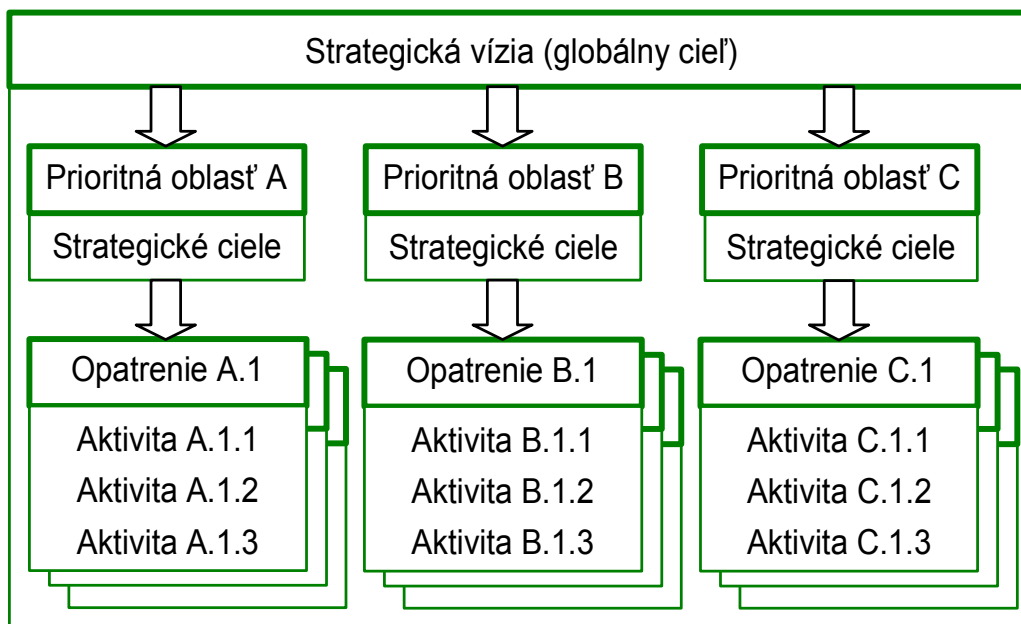 Strategická vízia (globálny cieľ)
Prioritná oblasť A
Strategické ciele
Opatrenie A.1
Aktivita A.1.1
Aktivita A.1.2
Aktivita A.1.3
Prioritná oblasť B
Strategické ciele
Opatrenie B.1
Aktivita B.1.1
Aktivita B.1.2
Aktivita B.1.3
Prioritná oblasť C
Strategické ciele
Opatrenie C.1
Aktivita C.1.1
Aktivita C.1.2
Aktivita C.1.3